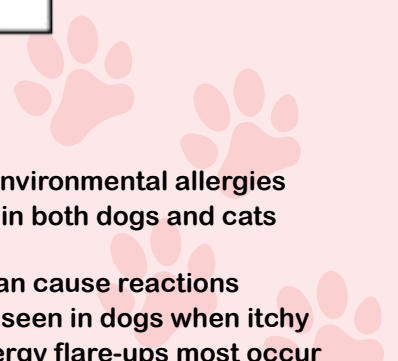 nvironmental allergies
in both dogs and cats
an cause reactions
seen in dogs when itchy
ergy flare-ups most occur